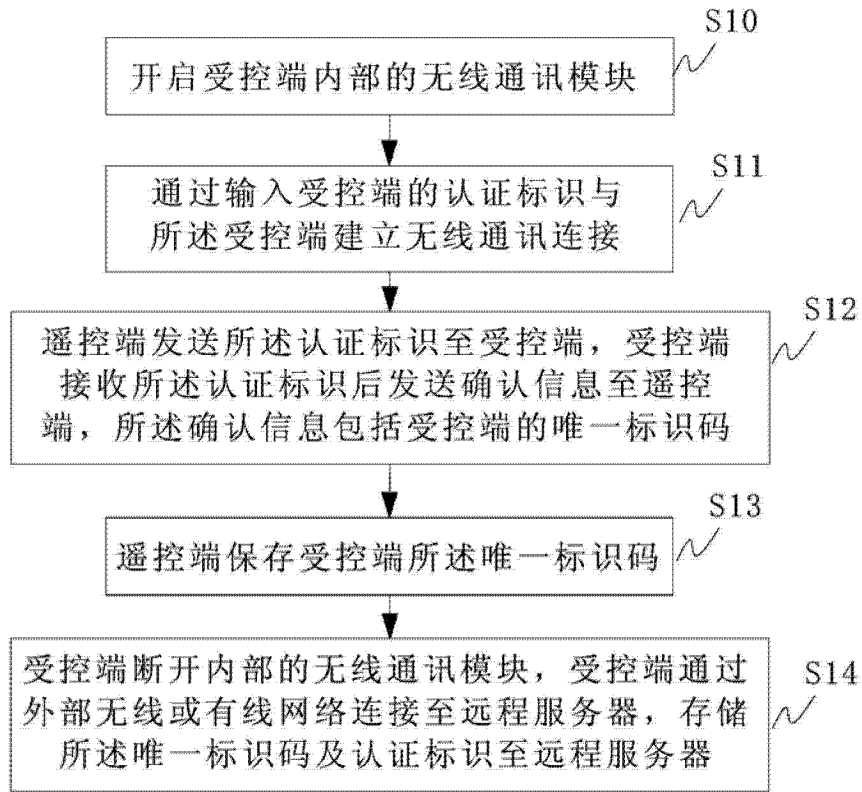 S10
开启受控端内部的无线通讯模块
S11
通过输入受控端的认证标识与
所述受控端建立无线通讯连接
S12
遥控端发送所述认证标识至受控端，受控端
接收所述认证标识后发送确认信息至遥控
端，所述确认信息包括受控端的唯一标识码
S13
遥控端保存受控端所述唯一标识码
S14
受控端断开内部的无线通讯模块，受控端通过
外部无线或有线网络连接至远程服务器，存储
所述唯一标识码及认证标识至远程服务器